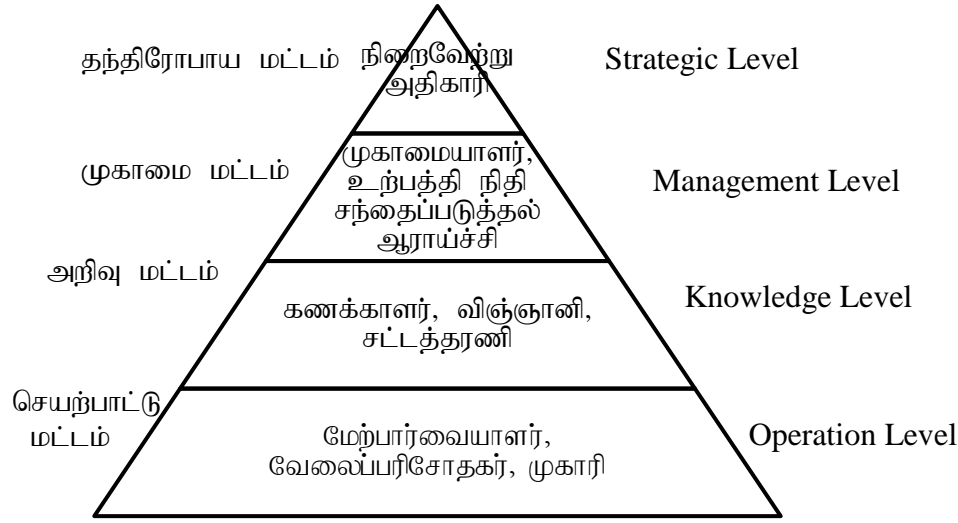 தந்திரோபாய மட்டம்
நிறைவேற்று
அதிகாரி
Strategic Level
முகாமை மட்டம்
முகாமையாளர்,
உற்பத்தி நிதி
சந்தைப்படுத்தல்
ஆராய்ச்சி
Management Level
அறிவு மட்டம்
கணக்காளர், விஞ்ஞானி,
சட்டத்தரணி
Knowledge Level
செயற்பாட்டு
மட்டம்
மேற்பார்வையாளர்,
வேலைப்பரிசோதகர், முகாரி
Operation Level